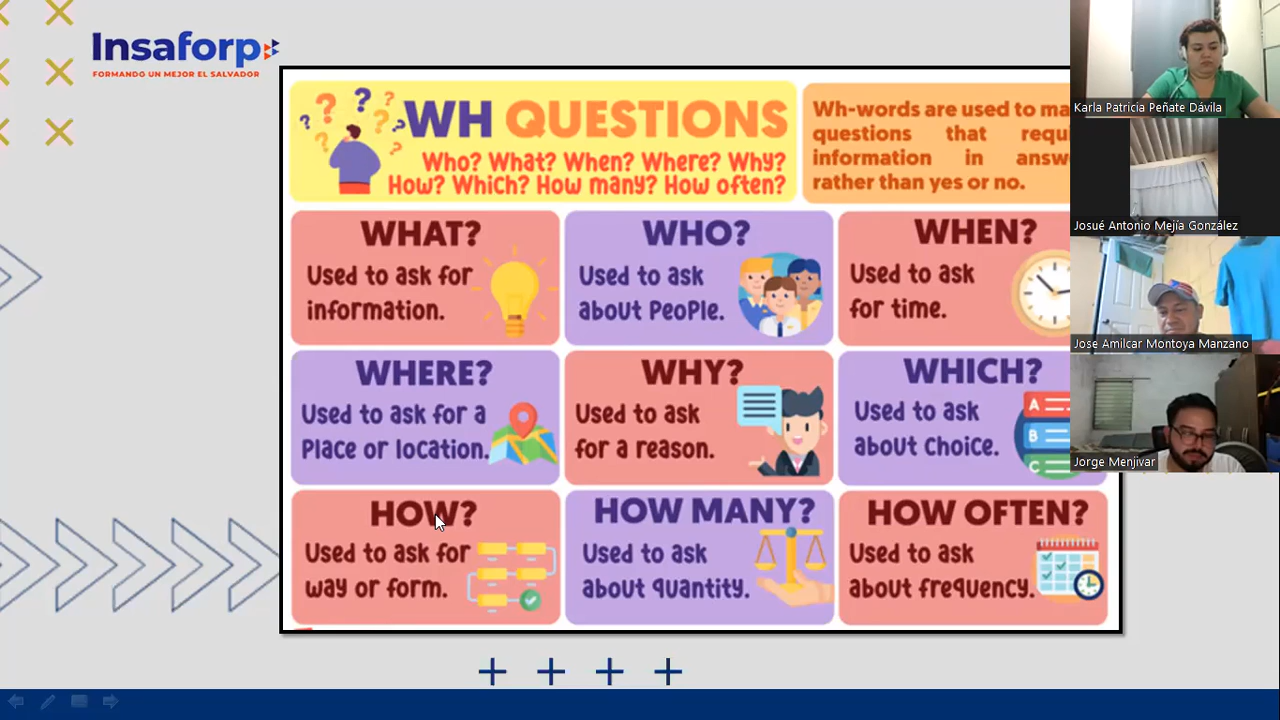 Insaforp
FORMANDO UN MEJOR EL SALVADOR
WH QUESTIONS
Who? What? When? Where? Why?
How? Which? How many? How often?
Wh-words are used to
questions that
information in
rather than yes or no.
WHAT?
Used to ask for
information.
WHO?
Used to ask
about People.
WHEN?
Used to ask
for time.
WHERE?
Used to ask for a
Place or location.
WHY?
Used to ask
for a reason.
WHICH?
Used to ask
about Choice.
A
B
C
HOW?
Used to ask for
way or form.
HOW MANY?
Used to ask
about quantity.
HOW OFTEN?
Used to ask
about frequency.
Karla Patricia Peñate Dávila
Josué Antonio Mejía González
Jose Amilcar Montoya Manzano
Jorge Menjivar